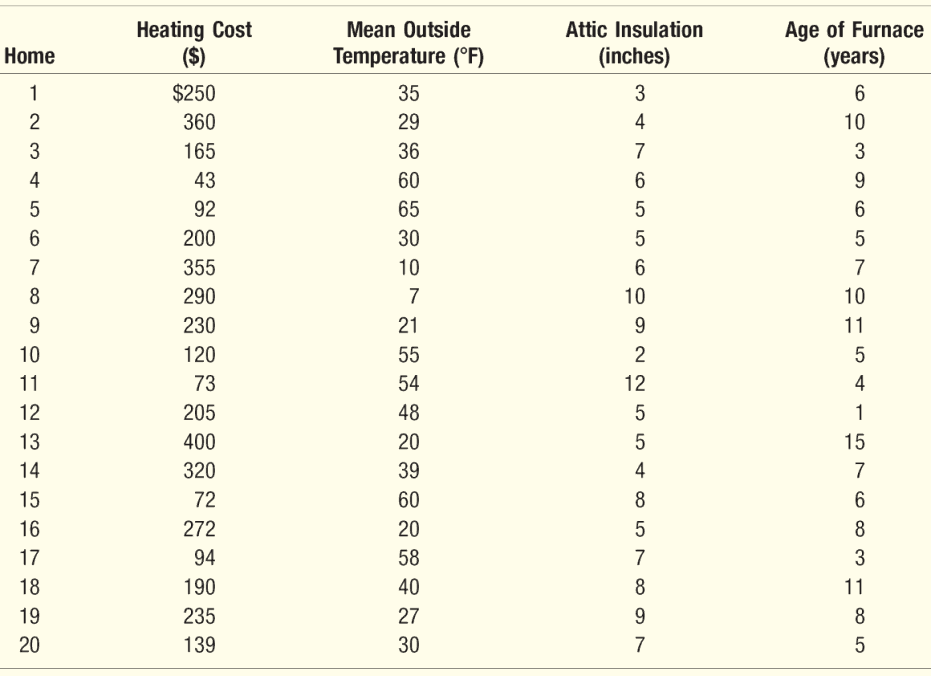 Home Heating Cost ($) Mean Outside Temperature (°F) Attic Insulation (inches) Age of Furnace (years)
1 $250 35 3 6
2 360 29 4 10
3 165 36 7 3
4 43 60 6 9
5 92 65 5 6
6 200 30 5 5
7 355 10 6 7
8 290 7 10 10
9 230 21 9 11
10 120 55 2 5
11 73 54 12 4
12 205 48 5 1
13 400 20 5 15
14 320 39 4 7
15 72 60 8 6
16 272 20 5 8
17 94 58 7 3
18 190 40 8 11
19 235 27 9 8
20 139 30 7 5